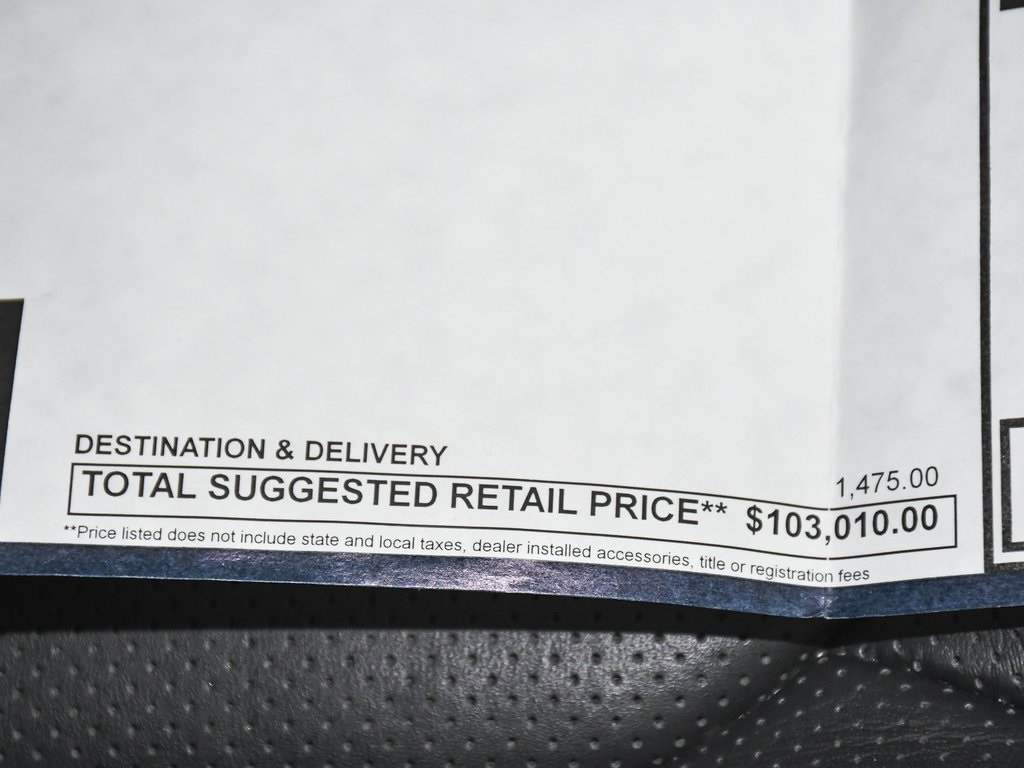 DESTINATION & DELIVERY 1,475.00
TOTAL SUGGESTED RETAIL PRICE** $103,010.00
**Price listed does not include state and local taxes, dealer installed accessories, title or registration fees